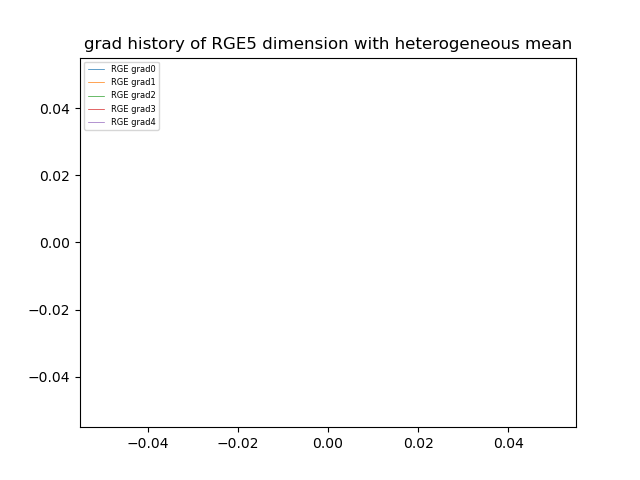 grad history of RGE5 dimension with heterogeneous mean
RGE grad0
RGE grad1
RGE grad2
RGE grad3
RGE grad4
0.04
0.02
0.00
−0.02
−0.04
−0.04 −0.02 0.00 0.02 0.04